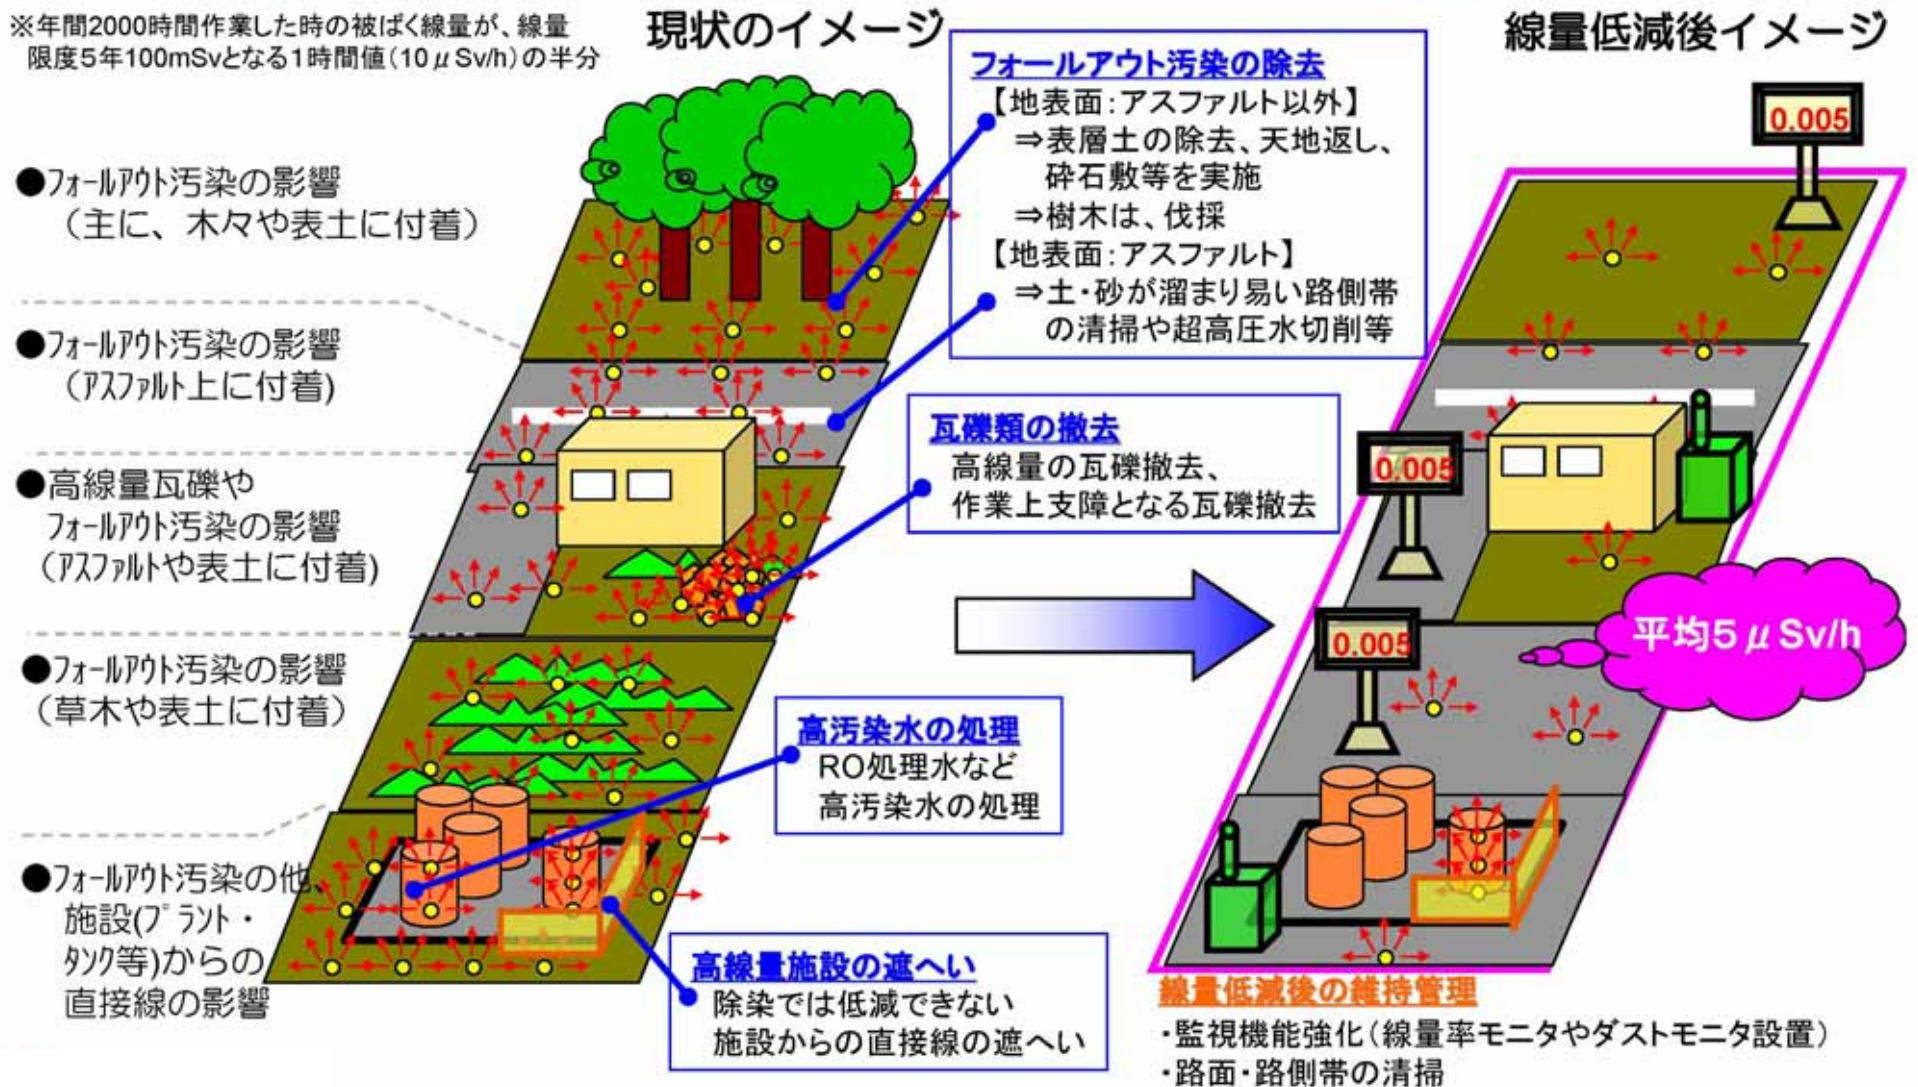 ※年間2000時間作業した時の被ばく線量が、線量
限度5年100mSvとなる1時間値(10μSv/h)の半分
現状のイメージ
線量低減後イメージ
●フォールアウト汚染の影響
(主に、木々や表土に付着)
●フォールアウト汚染の影響
(アスファルト上に付着)
●高線量瓦礫や
フォールアウト汚染の影響
(アスファルトや表土に付着)
●フォールアウト汚染の影響
(草木や表土に付着)
●フォールアウト汚染の他、
施設(プラント・
タンク等)からの
直接線の影響
フォールアウト汚染の除去
【地表面:アスファルト以外】
⇒表層土の除去、天地返し、
砕石敷等を実施
⇒樹木は、伐採
【地表面:アスファルト】
⇒土・砂が溜まり易い路側帯
の清掃や超高圧水切削等
瓦礫類の撤去
高線量の瓦礫撤去、
作業上支障となる瓦礫撤去
高汚染水の処理
RO処理水など
高汚染水の処理
高線量施設の遮へい
除染では低減できない
施設からの直接線の遮へい
0.005
0.005
0.005
平均5μSv/h
線量低減後の維持管理
・監視機能強化(線量率モニタやダストモニタ設置)
・路面・路側帯の清掃